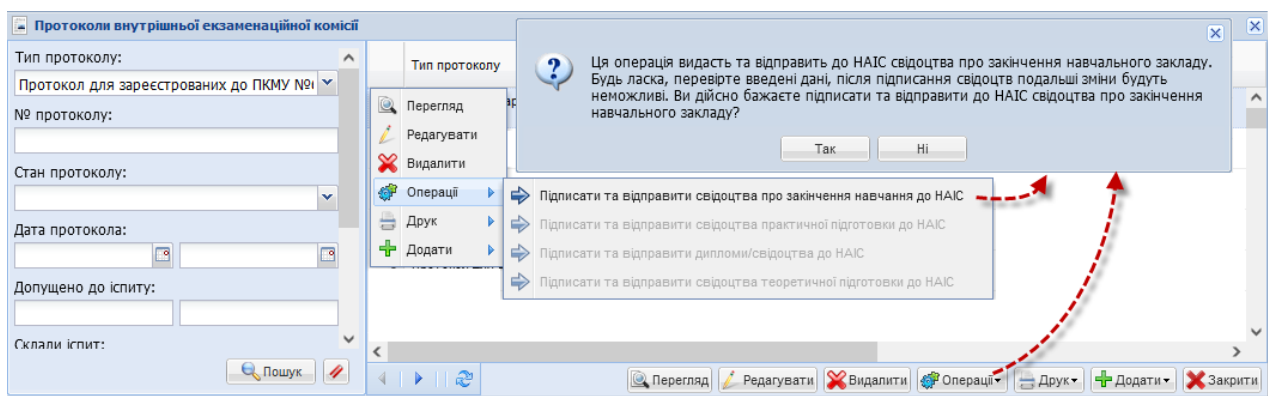 Протоколи внутрішньої екзаменаційної комісії
Тип протоколу:
Протокол для зареєстрованих до ПКМУ №
№ протоколу:
Стан протоколу:
Дата протокола:
Допущено до іспиту:
Склали іспит:
Пошук
Тип протоколу
Перегляд
Редагувати
Видалити
Операції
Друк
Додати
Підписати та відправити свідоцтва про закінчення навчання до НАІС
Підписати та відправити свідоцтва практичної підготовки до НАІС
Підписати та відправити дипломи/свідоцтва до НАІС
Підписати та відправити свідоцтва теоретичної підготовки до НАІС
Ця операція видасть та відправить до НАІС свідоцтва про закінчення навчального закладу.
Будь ласка, перевірте введені дані, після підписання свідоцтв подальші зміни будуть
неможливі. Ви дійсно бажаєте підписати та відправити до НАІС свідоцтва про закінчення
навчального закладу?
Так Ні
Перегляд Редагувати Видалити Операції Друк Додати Закрити